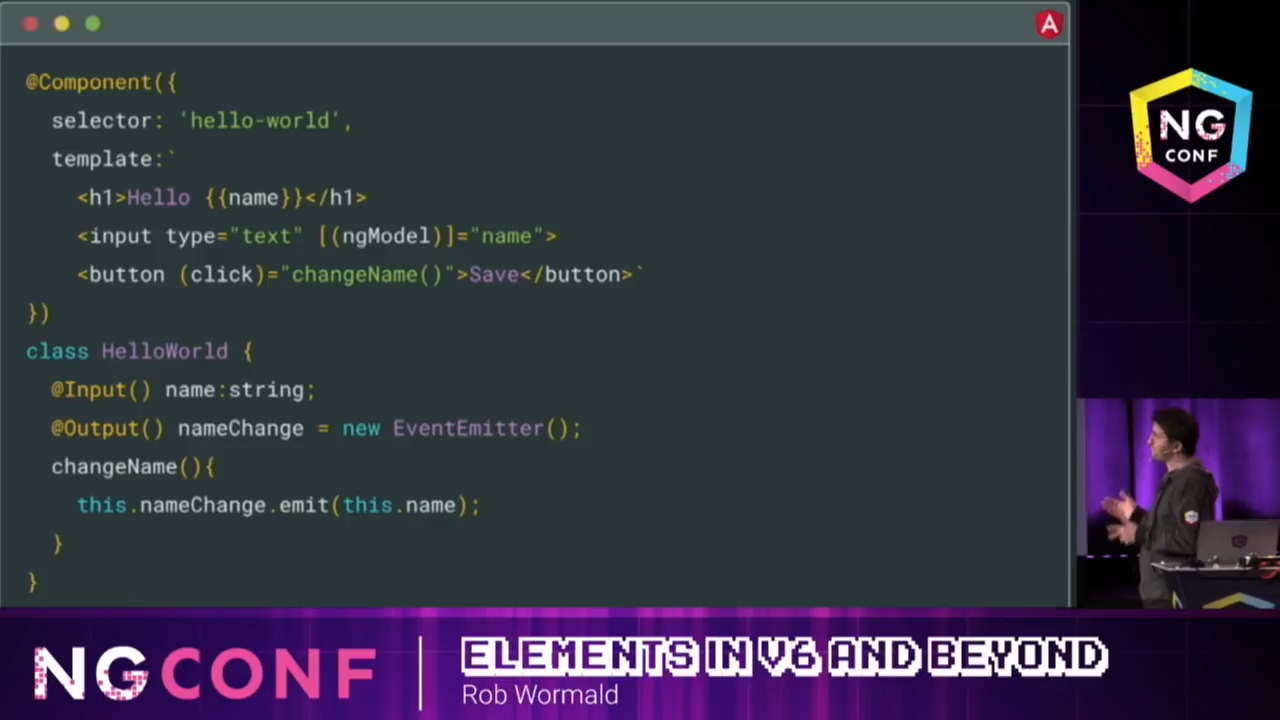 @Component({
selector: 'hello-world',
template:`
<h1>Hello {{name}}</h1>
<input type="text" [(ngModel)]="name">
<button (click)="changeName()">Save</button>`
})
class HelloWorld {
@Input() name:string;
@Output() nameChange = new EventEmitter();
changeName(){
this.nameChange.emit(this.name);
}
}
A
NG
CONF
NGCONF
ELEMENTS IN V6 AND BEYOND
Rob Wormald